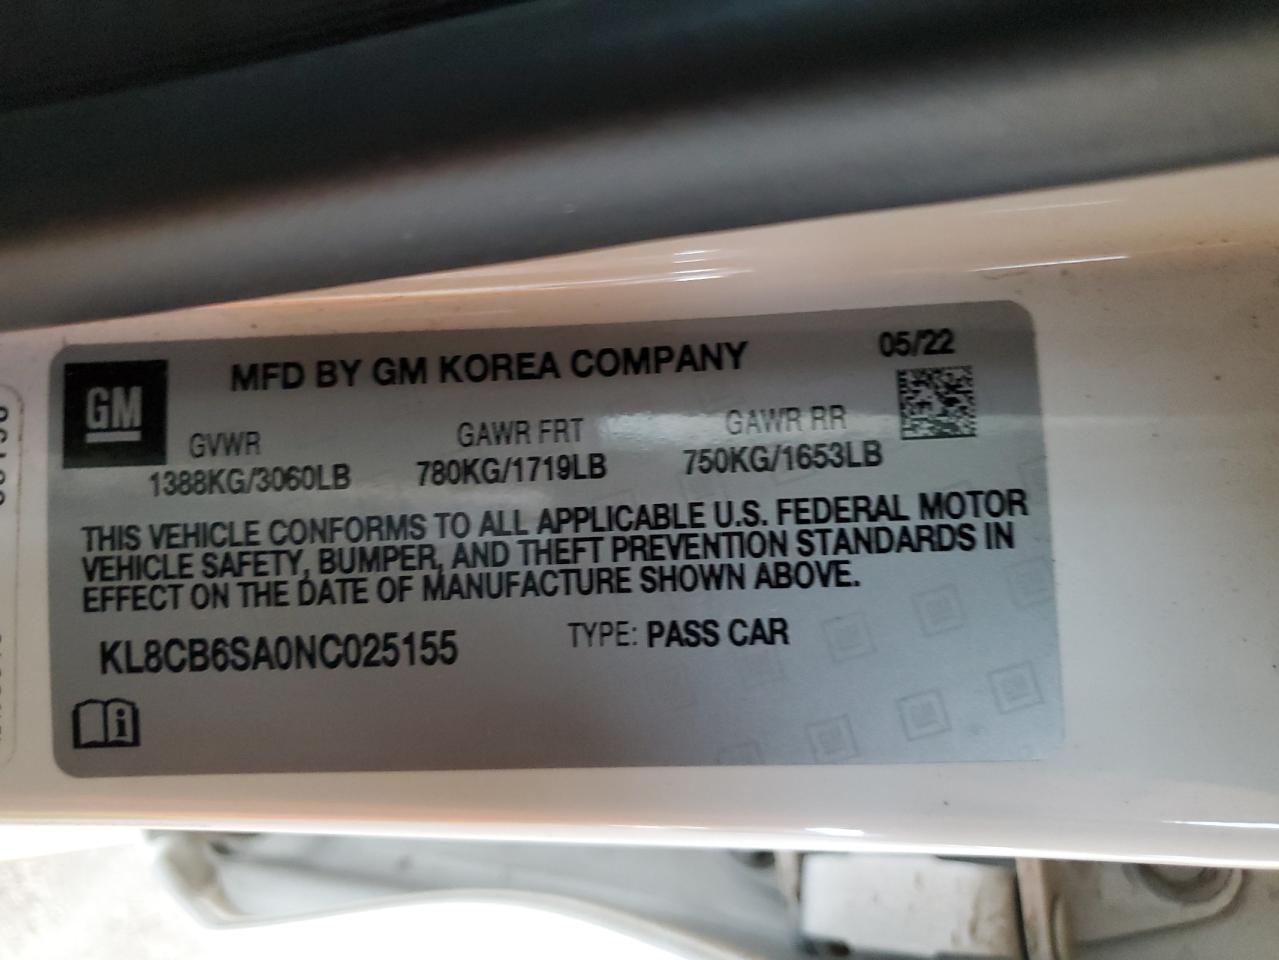 MFD BY GM KOREA COMPANY 05/22
GM
GVWR GAWR FRT GAWR RR
1388KG/3060LB 780KG/1719LB 750KG/1653LB
THIS VEHICLE CONFORMS TO ALL APPLICABLE U.S. FEDERAL MOTOR
VEHICLE SAFETY, BUMPER, AND THEFT PREVENTION STANDARDS IN
EFFECT ON THE DATE OF MANUFACTURE SHOWN ABOVE.
KL8CB6SA0NC025155 TYPE: PASS CAR
i